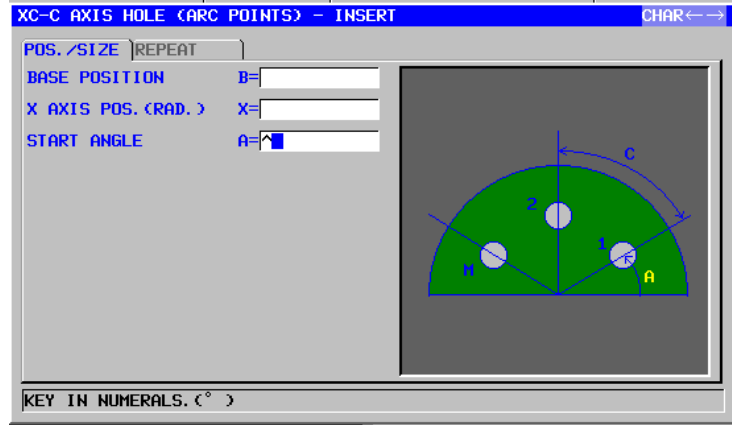 XC-C AXIS HOLE (ARC POINTS) - INSERT CHAR←→
POS./SIZE REPEAT
BASE POSITION B=
X AXIS POS.(RAD.) X=
START ANGLE A=^
C
2
1
M
A
KEY IN NUMERALS.(° )